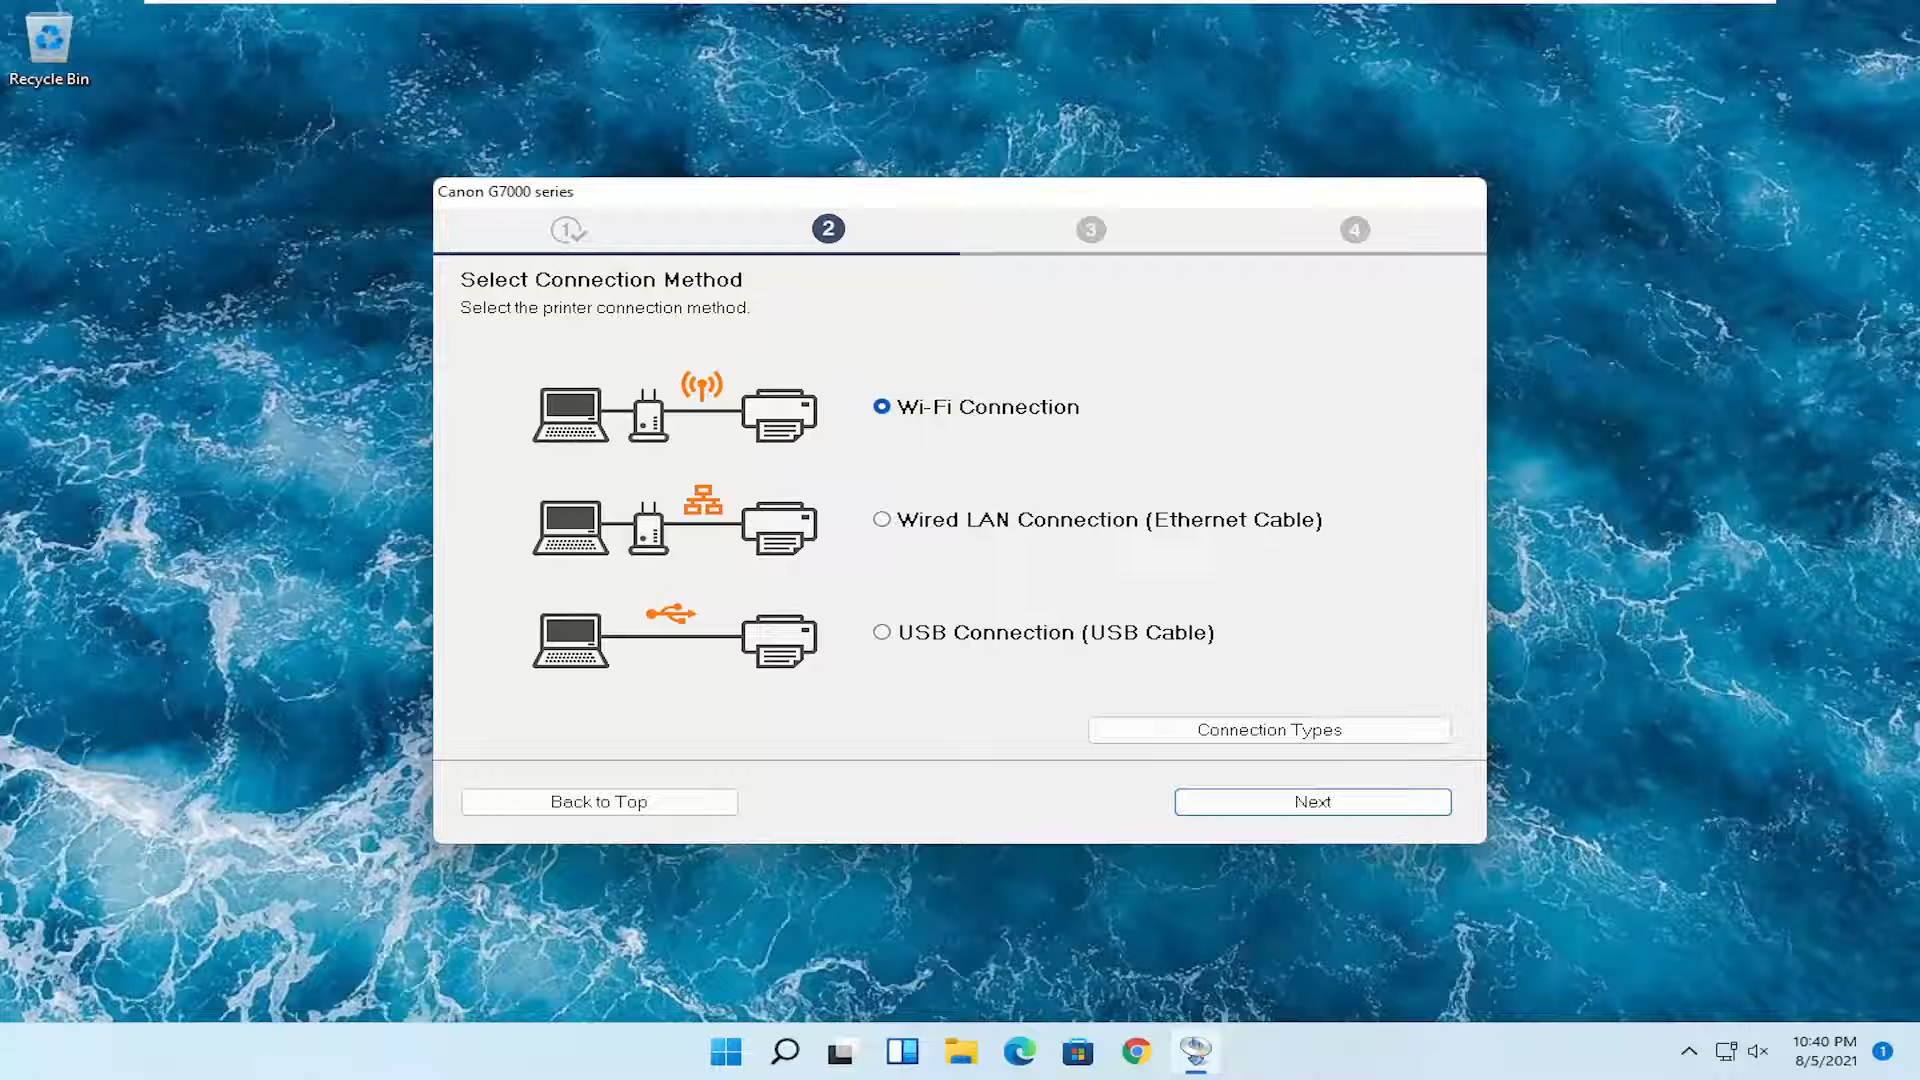 Recycle Bin
Canon G7000 series
1
2
3
4
Select Connection Method
Select the printer connection method.
Wi-Fi Connection
Wired LAN Connection (Ethernet Cable)
USB Connection (USB Cable)
Connection Types
Back to Top
Next
10:40 PM
8/5/2021
1